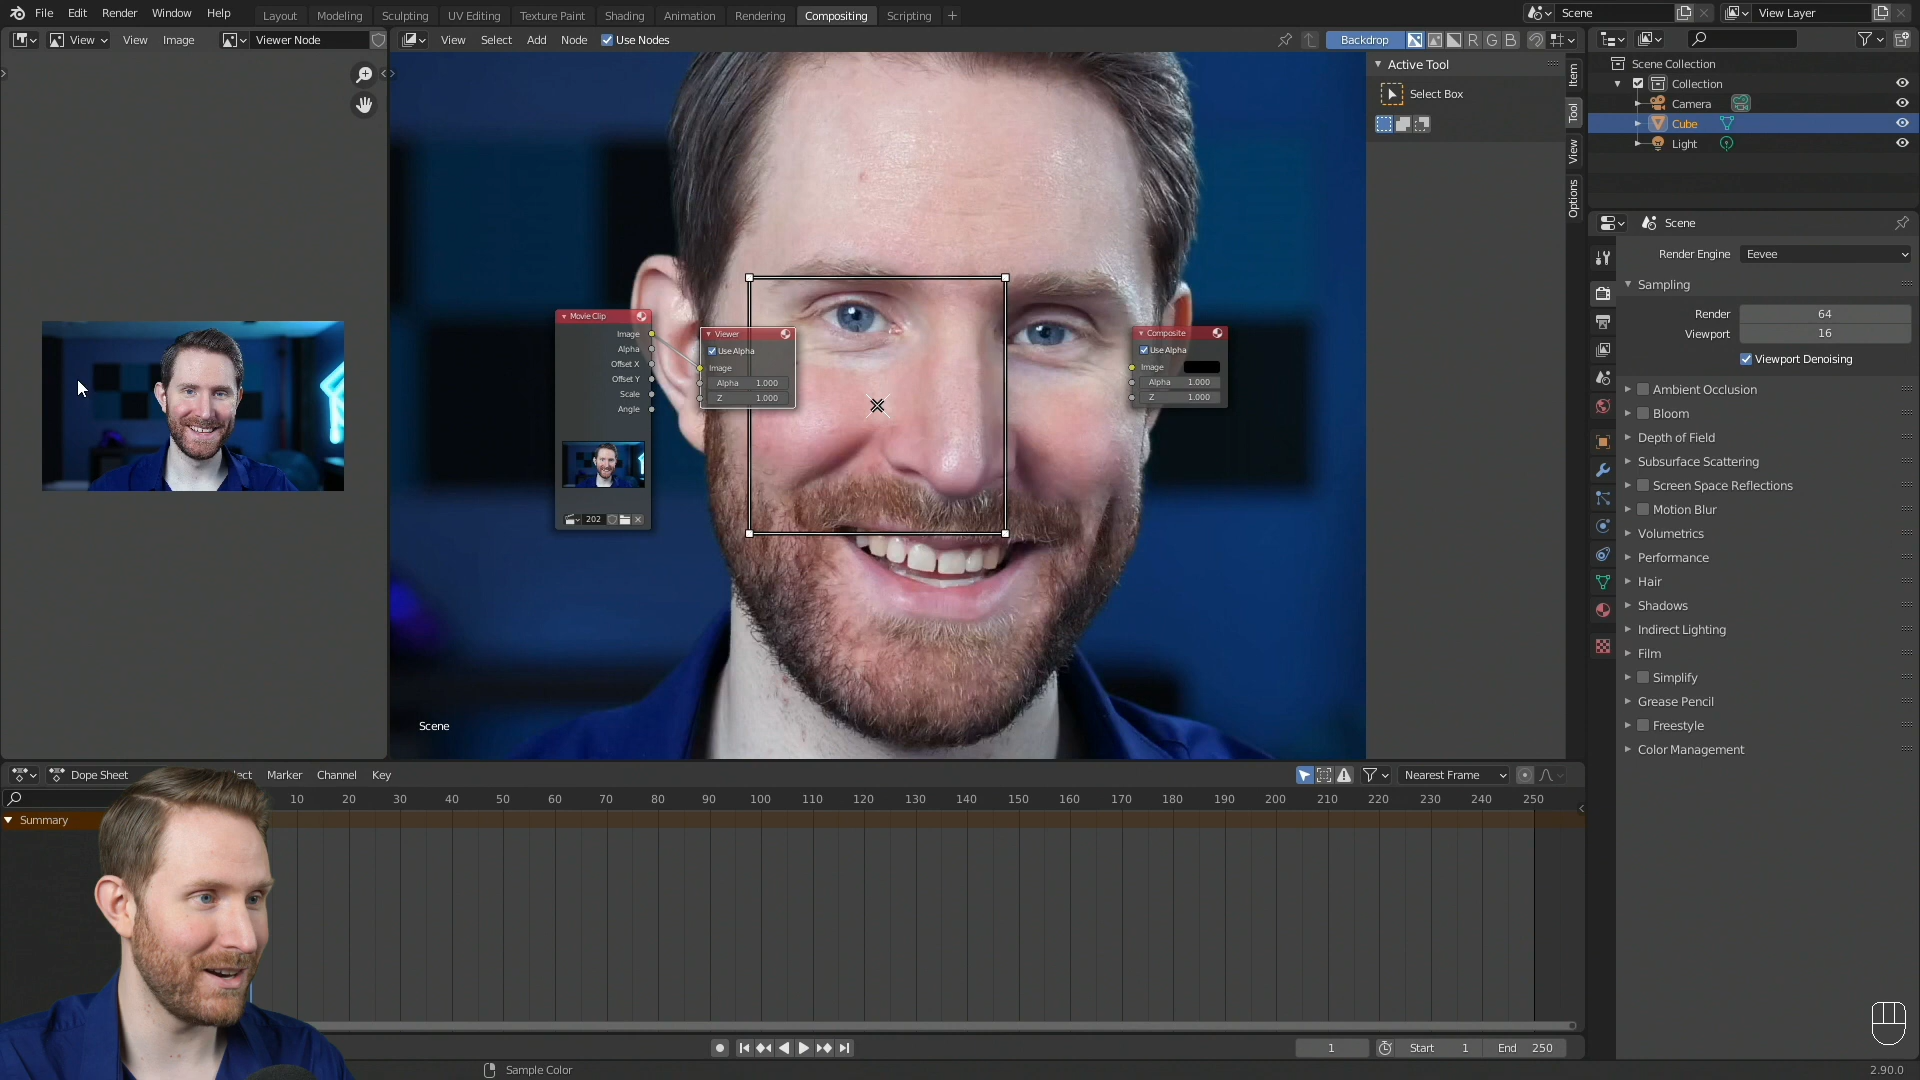 File Edit Render Window Help
Layout Modeling Sculpting UV Editing Texture Paint Shading Animation Rendering Compositing Scripting +
Scene
View Layer
View View Image Viewer Node
View Select Add Node Use Nodes
Backdrop R G B
Active Tool
Select Box
Item
Tool
View
Options
Movie Clip
Image
Alpha
Offset X
Offset Y
Scale
Angle
202
Viewer
Use Alpha
Image
Alpha 1.000
Z 1.000
Composite
Use Alpha
Image
Alpha 1.000
Z 1.000
Scene
Scene Collection
Collection
Camera
Cube
Light
Scene
Render Engine Eevee
Sampling
Render 64
Viewport 16
Viewport Denoising
Ambient Occlusion
Bloom
Depth of Field
Subsurface Scattering
Screen Space Reflections
Motion Blur
Volumetrics
Performance
Hair
Shadows
Indirect Lighting
Film
Simplify
Grease Pencil
Freestyle
Color Management
Dope Sheet Marker Channel Key
Nearest Frame
10 20 30 40 50 60 70 80 90 100 110 120 130 140 150 160 170 180 190 200 210 220 230 240 250
Summary
1 Start 1 End 250
Sample Color
2.90.0